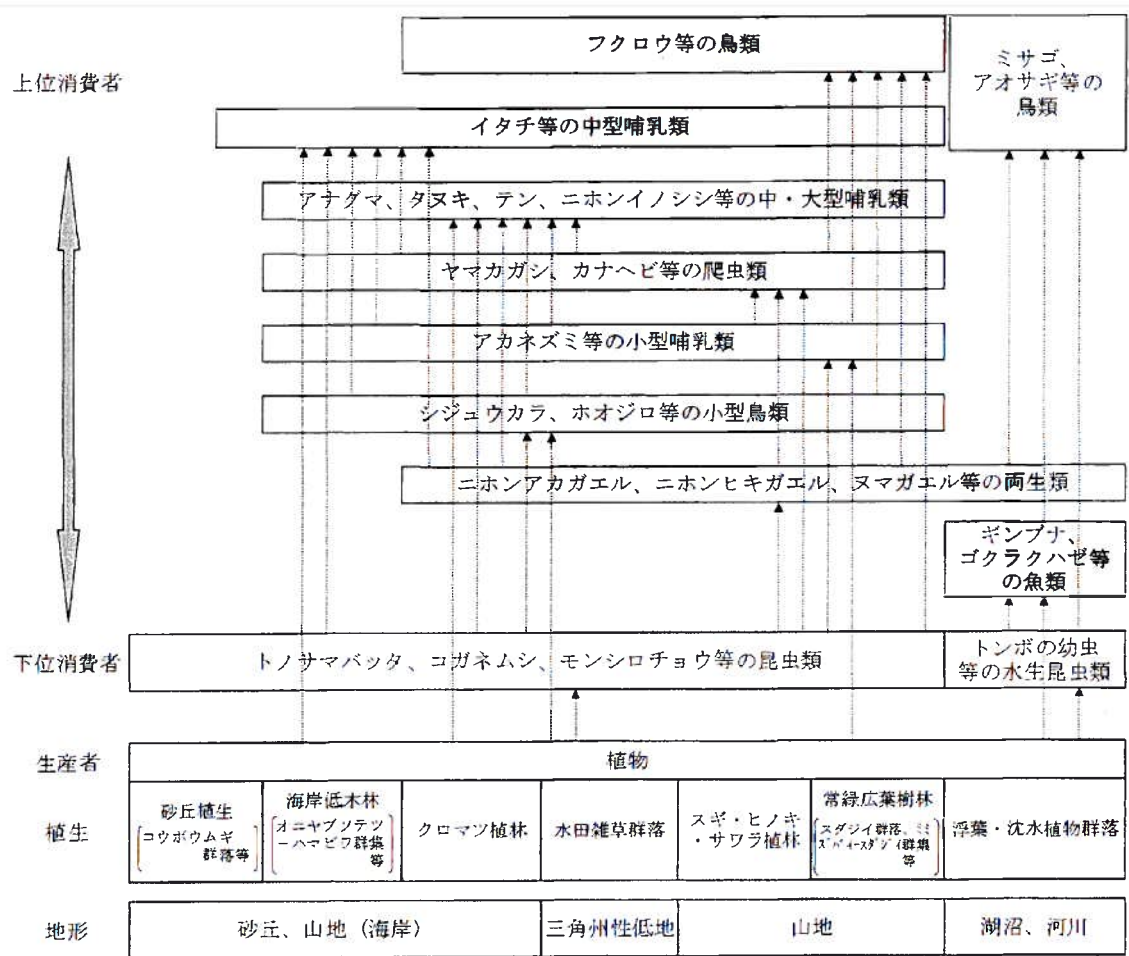 フクロウ等の鳥類
ミサゴ、
アオサギ等の
鳥類
上位消費者
イタチ等の中型哺乳類
アナグマ、タヌキ、テン、ニホンイノシシ等の中・大型哺乳類
ヤマカガシ、カナヘビ等の爬虫類
アカネズミ等の小型哺乳類
シジュウカラ、ホオジロ等の小型鳥類
ニホンアカガエル、ニホンヒキガエル、ヌマガエル等の両生類
ギンブナ、
ゴクラクハゼ等
の魚類
下位消費者
トノサマバッタ、コガネムシ、モンシロチョウ等の昆虫類
トンボの幼虫
等の水生昆虫類
生産者
植物
植生
砂丘植生
コウボウムギ
群落等
海岸低木林
オニヤブソテツ
－ハマビワ群集
等
クロマツ植林
水田雑草群落
スギ・ヒノキ
・サワラ植林
常緑広葉樹林
スダジイ群落、ミミ
ズバイ－スダジイ群集
等
浮葉・沈水植物群落
地形
砂丘、山地（海岸）
三角州性低地
山地
湖沼、河川